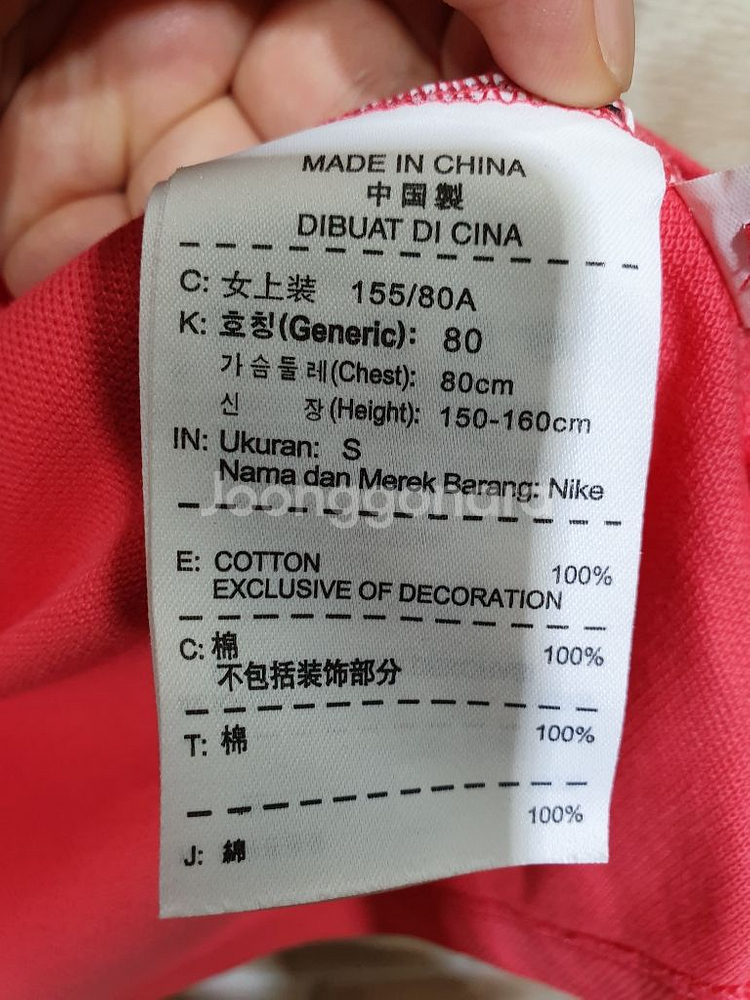 MADE IN CHINA
中国製
DIBUAT DI CINA
C: 女上装 155/80A
K: 호칭(Generic): 80
가슴둘레(Chest): 80cm
신 장(Height): 150-160cm
IN: Ukuran: S
Nama dan Merek Barang: Nike
Joonggonara
E: COTTON 100%
EXCLUSIVE OF DECORATION
C: 棉 100%
不包括装饰部分
T: 棉 100%
J: 綿 100%